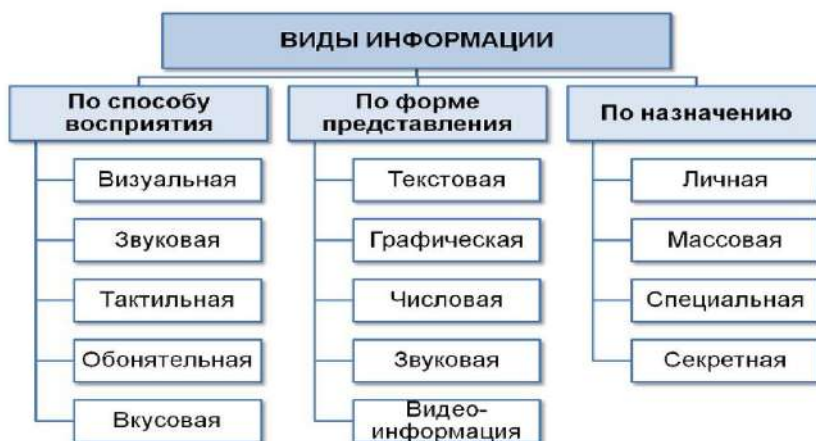 ВИДЫ ИНФОРМАЦИИ
По способу
восприятия
Визуальная
Звуковая
Тактильная
Обонятельная
Вкусовая
По форме
представления
Текстовая
Графическая
Числовая
Звуковая
Видео-
информация
По назначению
Личная
Массовая
Специальная
Секретная